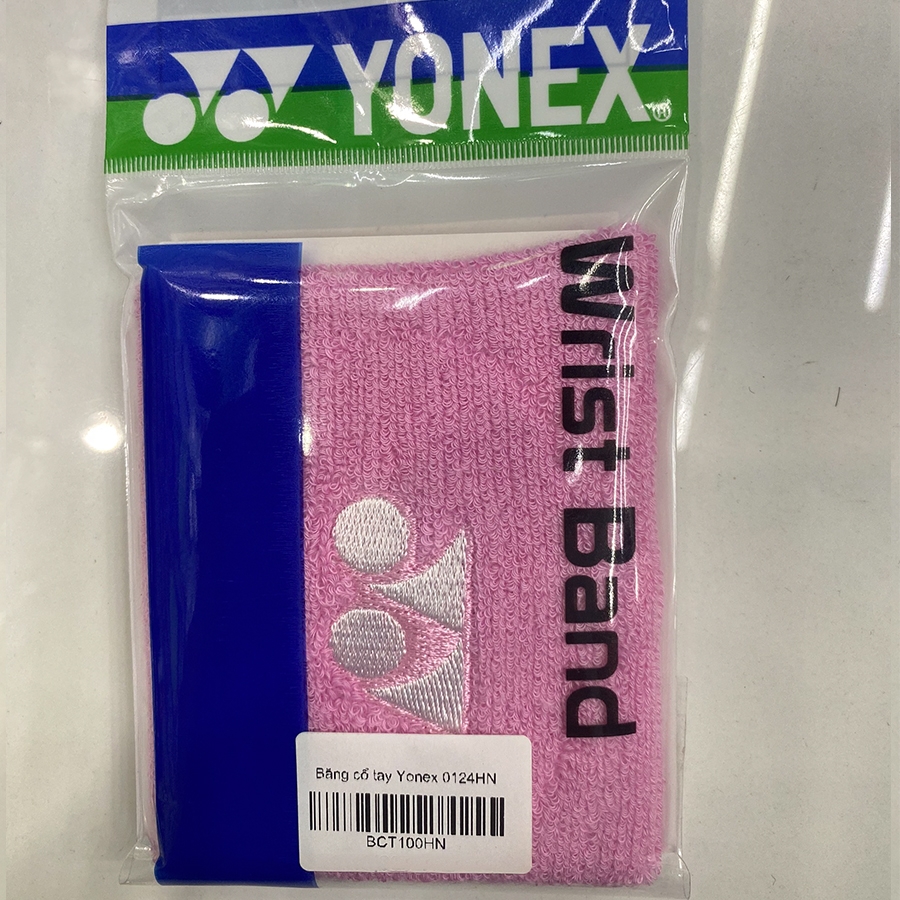 YONEX®
Wrist Band
Băng cổ tay Yonex 0124HN
BCT100HN